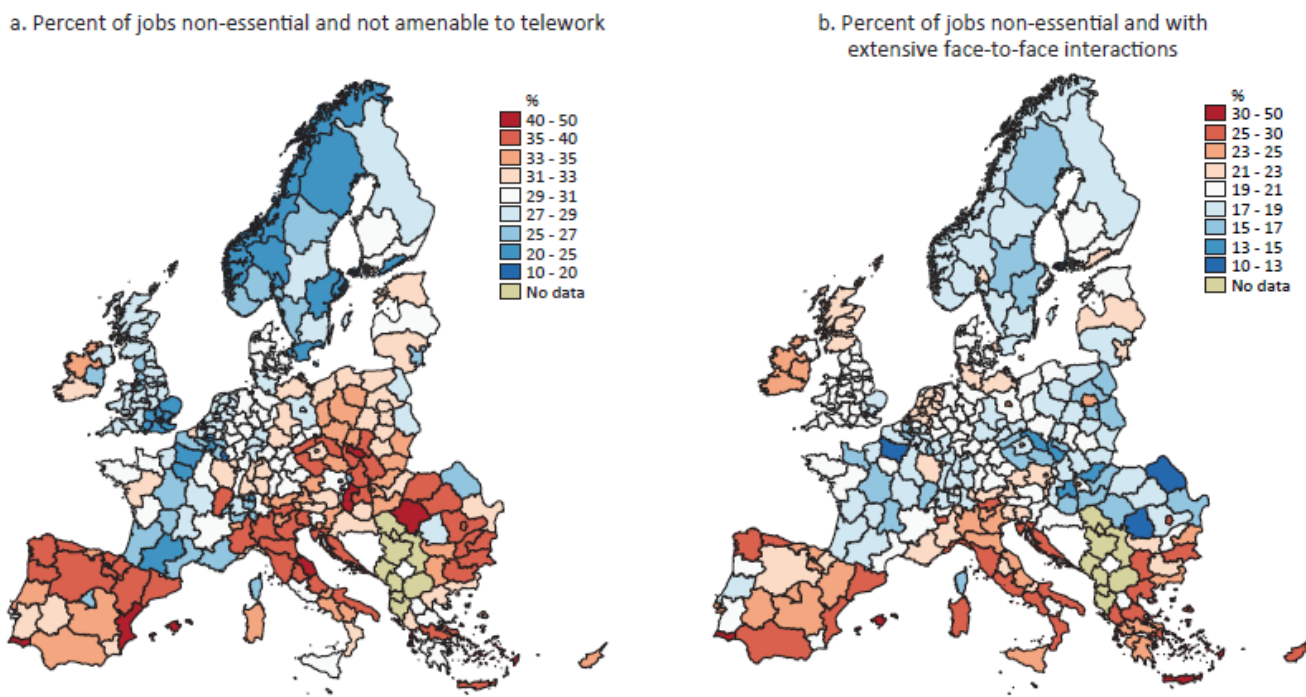 a. Percent of jobs non-essential and not amenable to telework
%
40 - 50
35 - 40
33 - 35
31 - 33
29 - 31
27 - 29
25 - 27
20 - 25
10 - 20
No data
b. Percent of jobs non-essential and with
extensive face-to-face interactions
%
30 - 50
25 - 30
23 - 25
21 - 23
19 - 21
17 - 19
15 - 17
13 - 15
10 - 13
No data